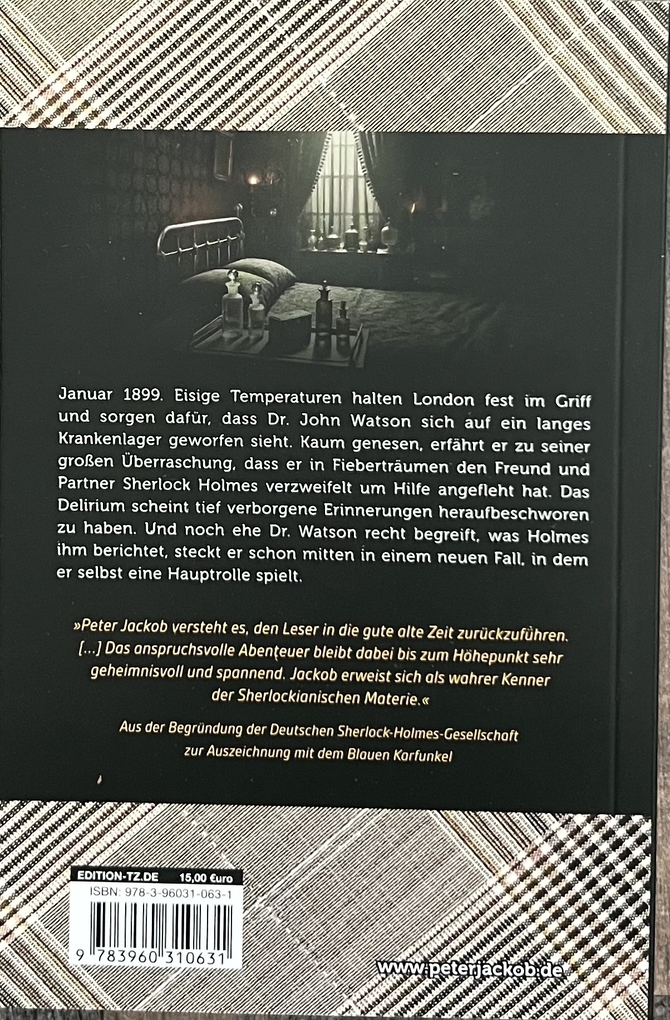 Januar 1899. Eisige Temperaturen halten London fest im Griff
und sorgen dafür, dass Dr. John Watson sich auf ein langes
Krankenlager geworfen sieht. Kaum genesen, erfährt er zu seiner
großen Überraschung, dass er in Fieberträumen den Freund und
Partner Sherlock Holmes verzweifelt um Hilfe angefleht hat. Das
Delirium scheint tief verborgene Erinnerungen heraufbeschworen
zu haben. Und noch ehe Dr. Watson recht begreift, was Holmes
ihm berichtet, steckt er schon mitten in einem neuen Fall, in dem
er selbst eine Hauptrolle spielt.
»Peter Jackob versteht es, den Leser in die gute alte Zeit zurückzuführen.
[...] Das anspruchsvolle Abenteuer bleibt dabei bis zum Höhepunkt sehr
geheimnisvoll und spannend. Jackob erweist sich als wahrer Kenner
der Sherlockianischen Materie.«
Aus der Begründung der Deutschen Sherlock-Holmes-Gesellschaft
zur Auszeichnung mit dem Blauen Karfunkel
EDITION-TZ.DE 15,00 €uro
ISBN: 978-3-96031-063-1
9 783960 310631
www.peterjackob.de